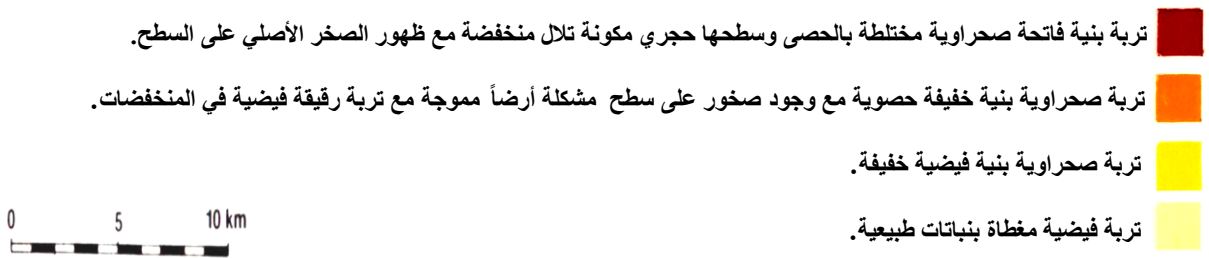 تربة بنية فاتحة صحراوية مختلطة بالحصى وسطحها حجري مكونة تلال منخفضة مع ظهور الصخر الأصلي على السطح.
تربة صحراوية بنية خفيفة حصوية مع وجود صخور على سطح مشكلة أرضاً مموجة مع تربة رقيقة فيضية في المنخفضات.
تربة صحراوية بنية فيضية خفيفة.
تربة فيضية مغطاة بنباتات طبيعية.
0 5 10 km